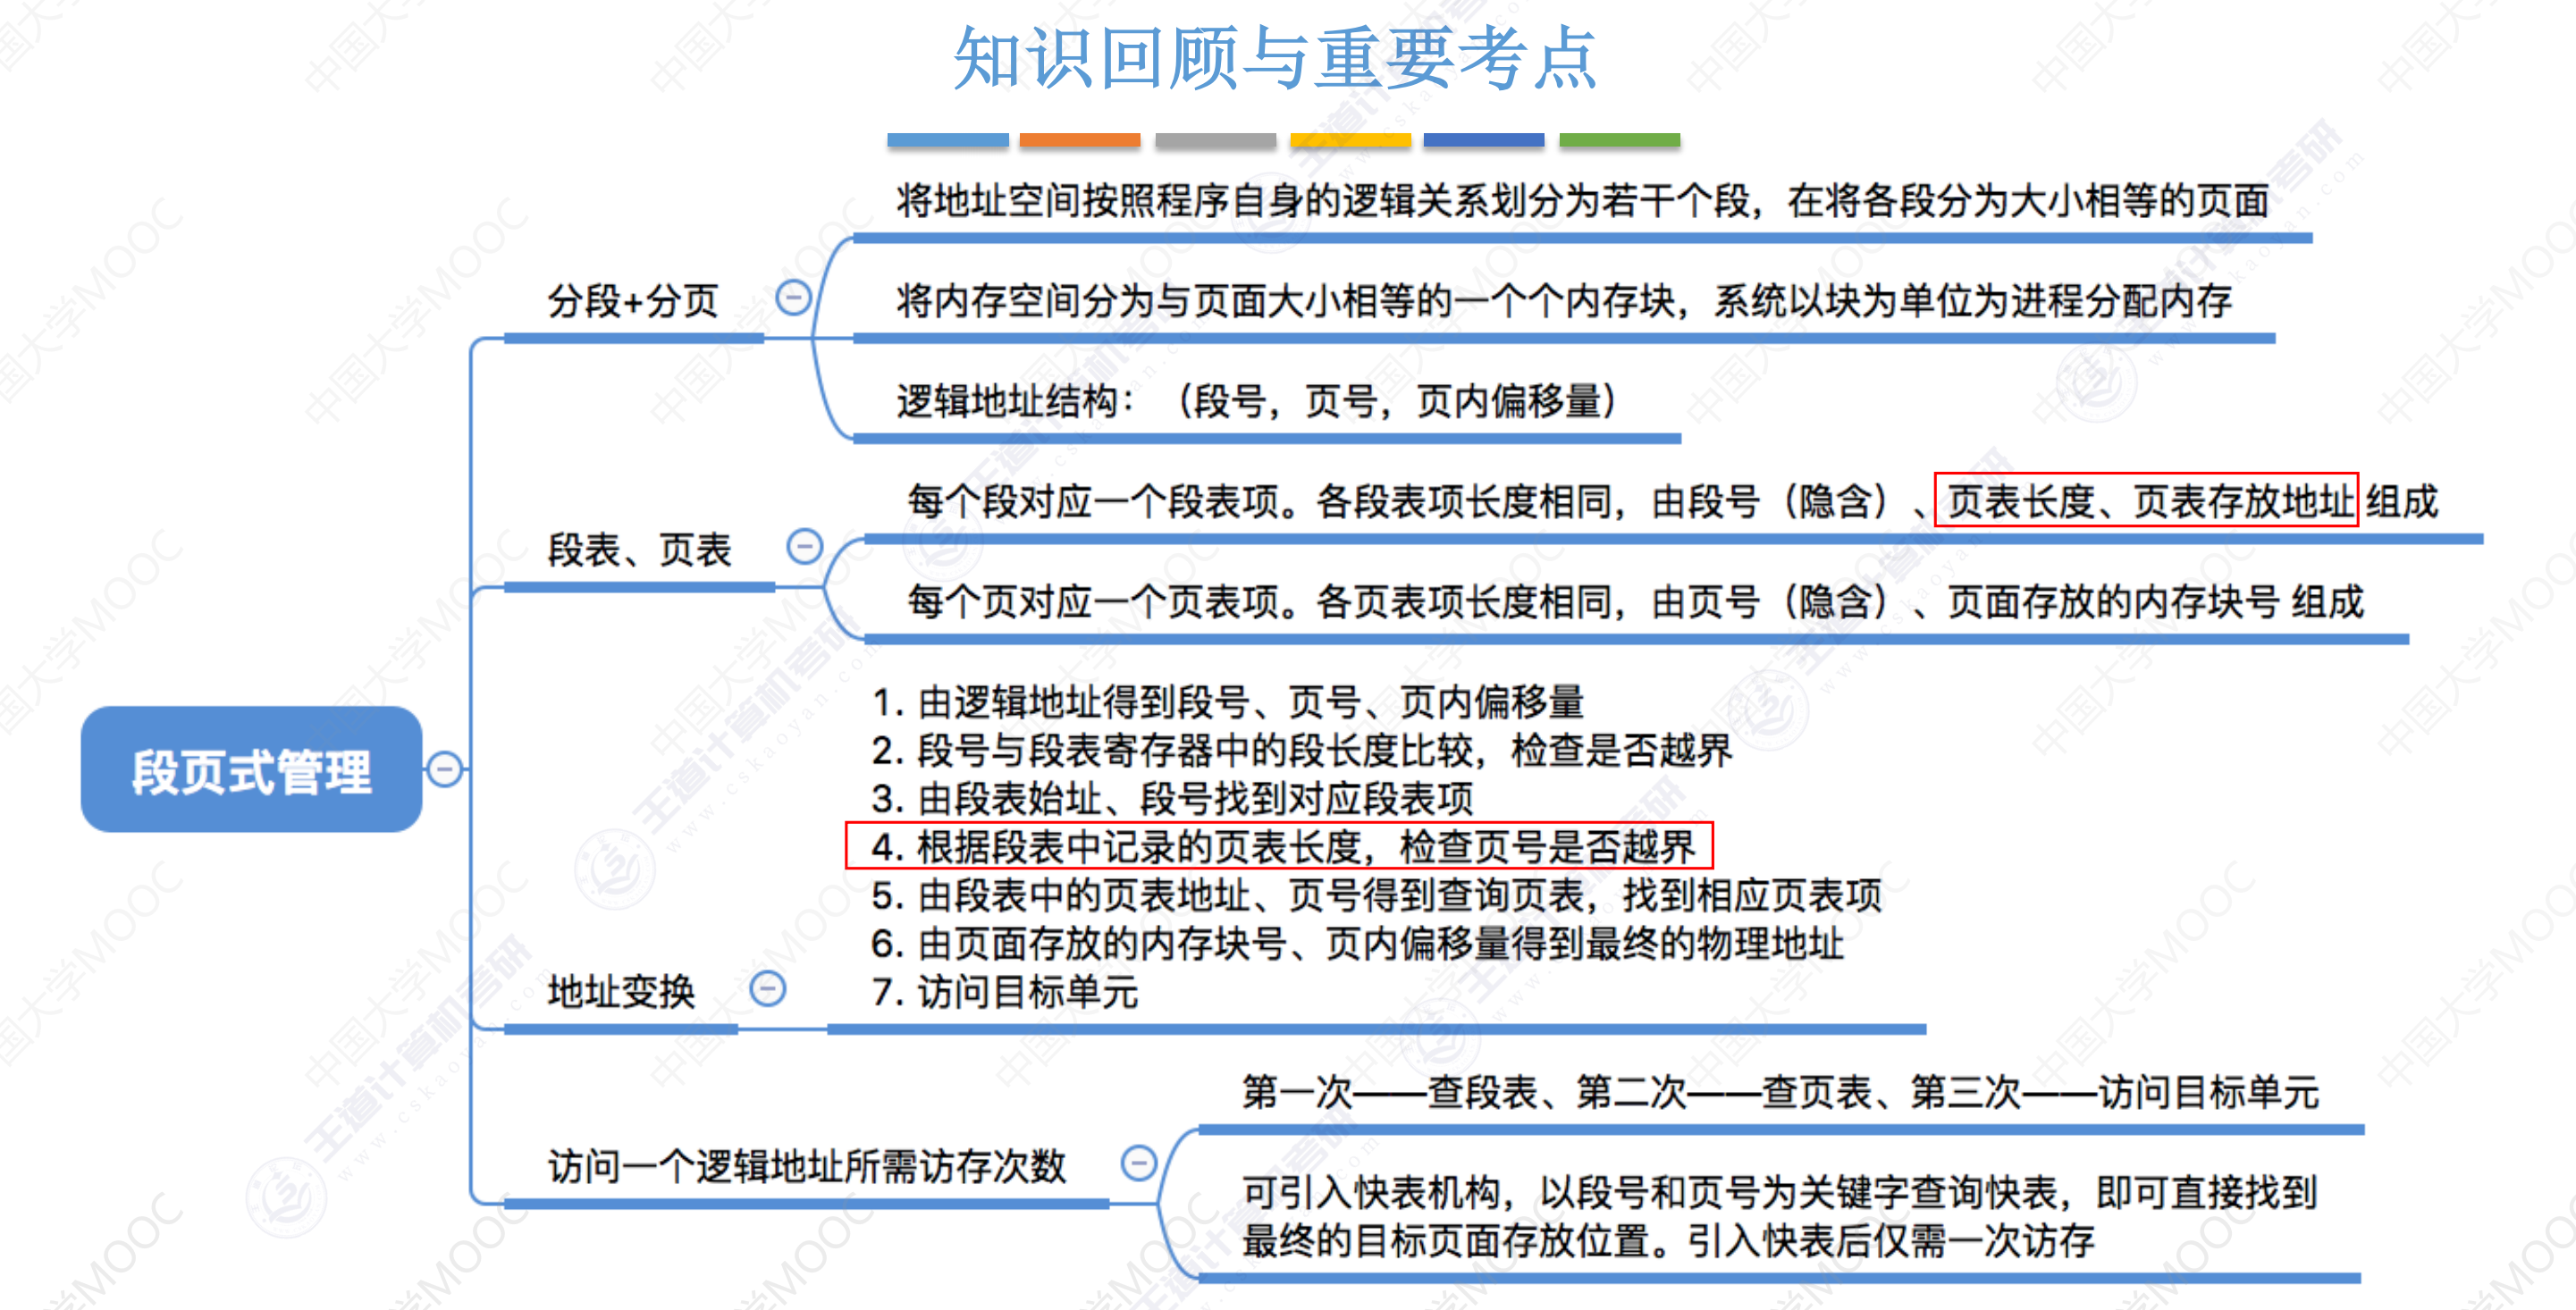 知识回顾与重要考点
将地址空间按照程序自身的逻辑关系划分为若干个段，在将各段分为大小相等的页面
分段+分页
将内存空间分为与页面大小相等的一个个内存块，系统以块为单位为进程分配内存
逻辑地址结构：（段号，页号，页内偏移量）
每个段对应一个段表项。各段表项长度相同，由段号（隐含）、页表长度、页表存放地址 组成
段表、页表
每个页对应一个页表项。各页表项长度相同，由页号（隐含）、页面存放的内存块号 组成
段页式管理
1. 由逻辑地址得到段号、页号、页内偏移量
2. 段号与段表寄存器中的段长度比较，检查是否越界
3. 由段表始址、段号找到对应段表项
4. 根据段表中记录的页表长度，检查页号是否越界
5. 由段表中的页表地址、页号得到查询页表，找到相应页表项
6. 由页面存放的内存块号、页内偏移量得到最终的物理地址
7. 访问目标单元
地址变换
第一次——查段表、第二次——查页表、第三次——访问目标单元
访问一个逻辑地址所需访存次数
可引入快表机构，以段号和页号为关键字查询快表，即可直接找到
最终的目标页面存放位置。引入快表后仅需一次访存
中国大学MOOC
王道计算机考研
www.cskaoyan.com